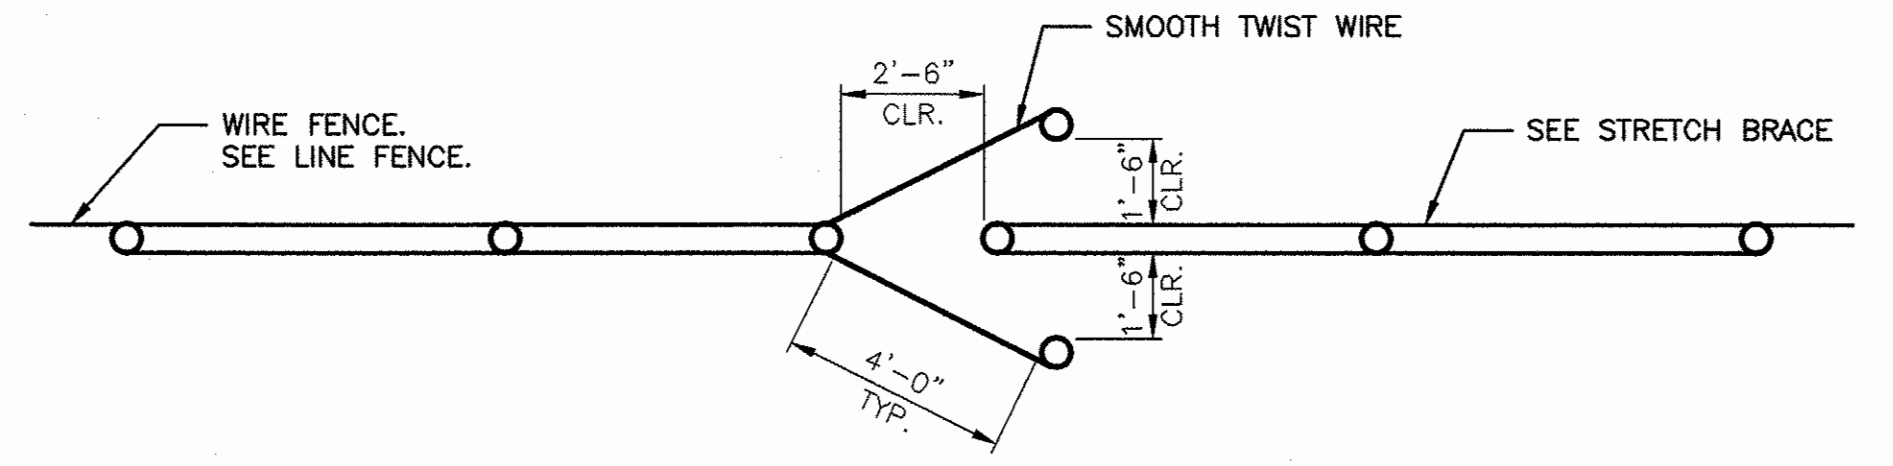 SMOOTH TWIST WIRE
2'-6"
CLR.
WIRE FENCE.
SEE LINE FENCE.
SEE STRETCH BRACE
1'-6"
CLR.
1'-6"
CLR.
4'-0"
TYP.